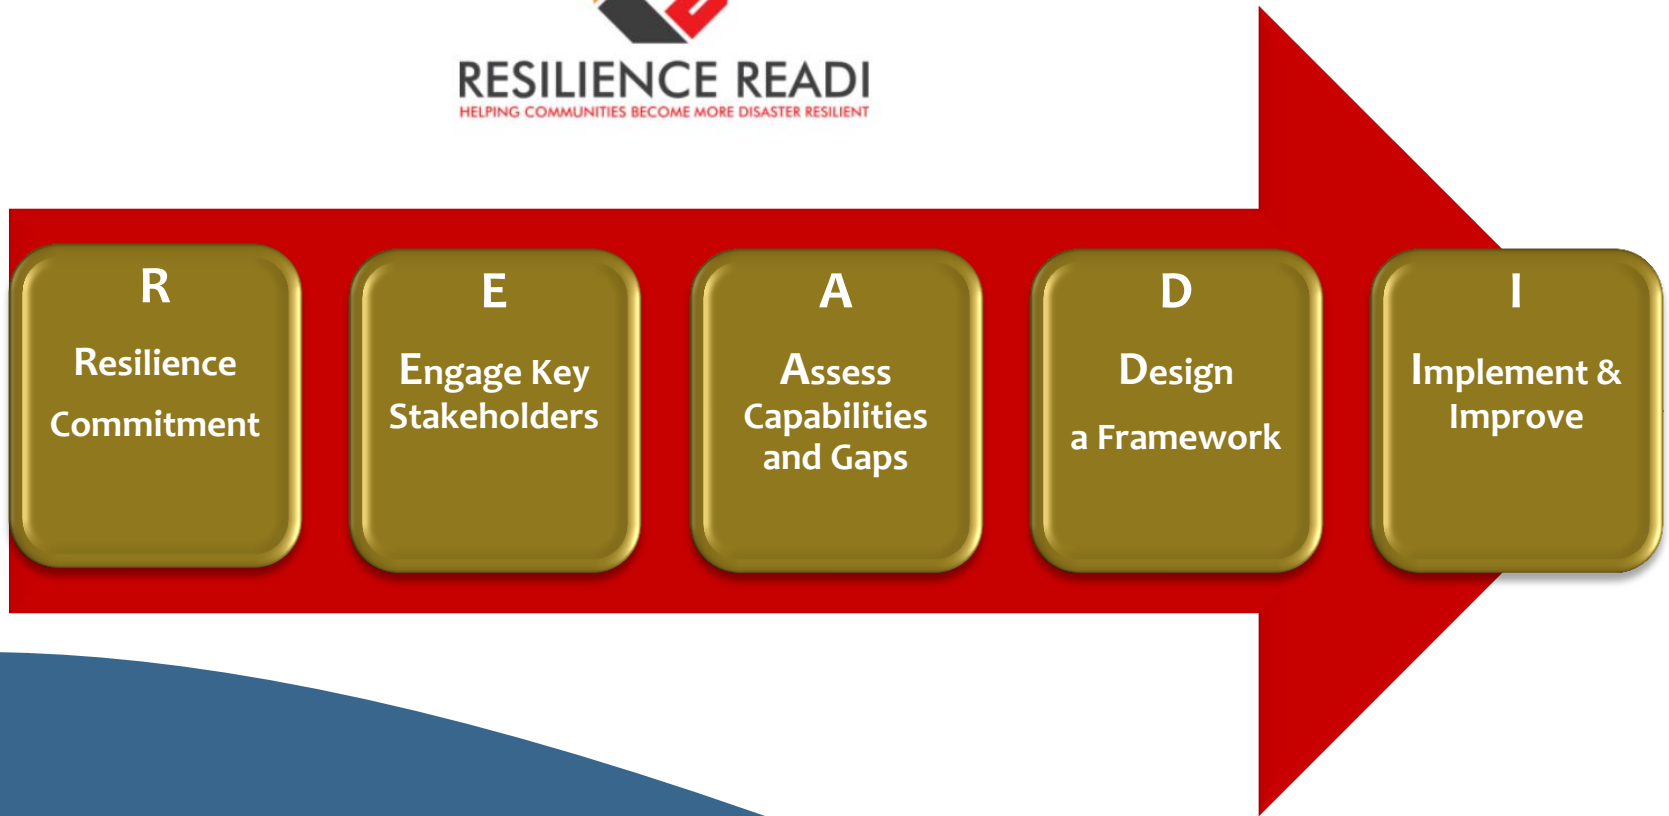 RESILIENCE READI
HELPING COMMUNITIES BECOME MORE DISASTER RESILIENT
R
Resilience
Commitment
E
Engage Key
Stakeholders
A
Assess
Capabilities
and Gaps
D
Design
a Framework
I
Implement &
Improve